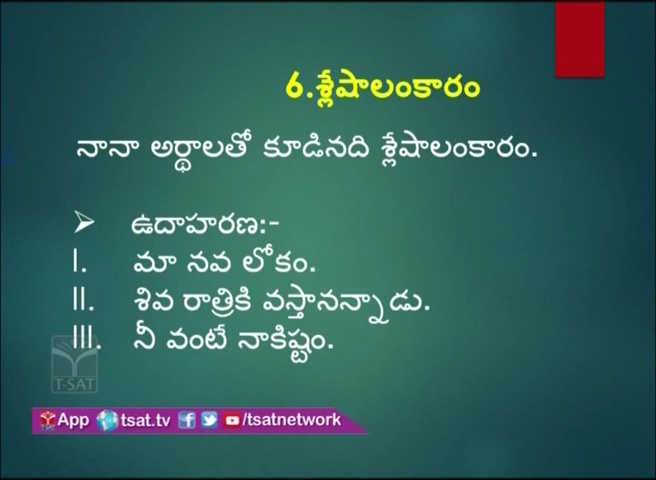 6.శ్లేషాలంకారం
నానా అర్థాలతో కూడినది శ్లేషాలంకారం.
➢ ఉదాహరణ:-
I. మా నవ లోకం.
II. శివ రాత్రికి వస్తానన్నాడు.
III. నీ వంటే నాకిష్టం.
T-SAT
App tsat.tv /tsatnetwork